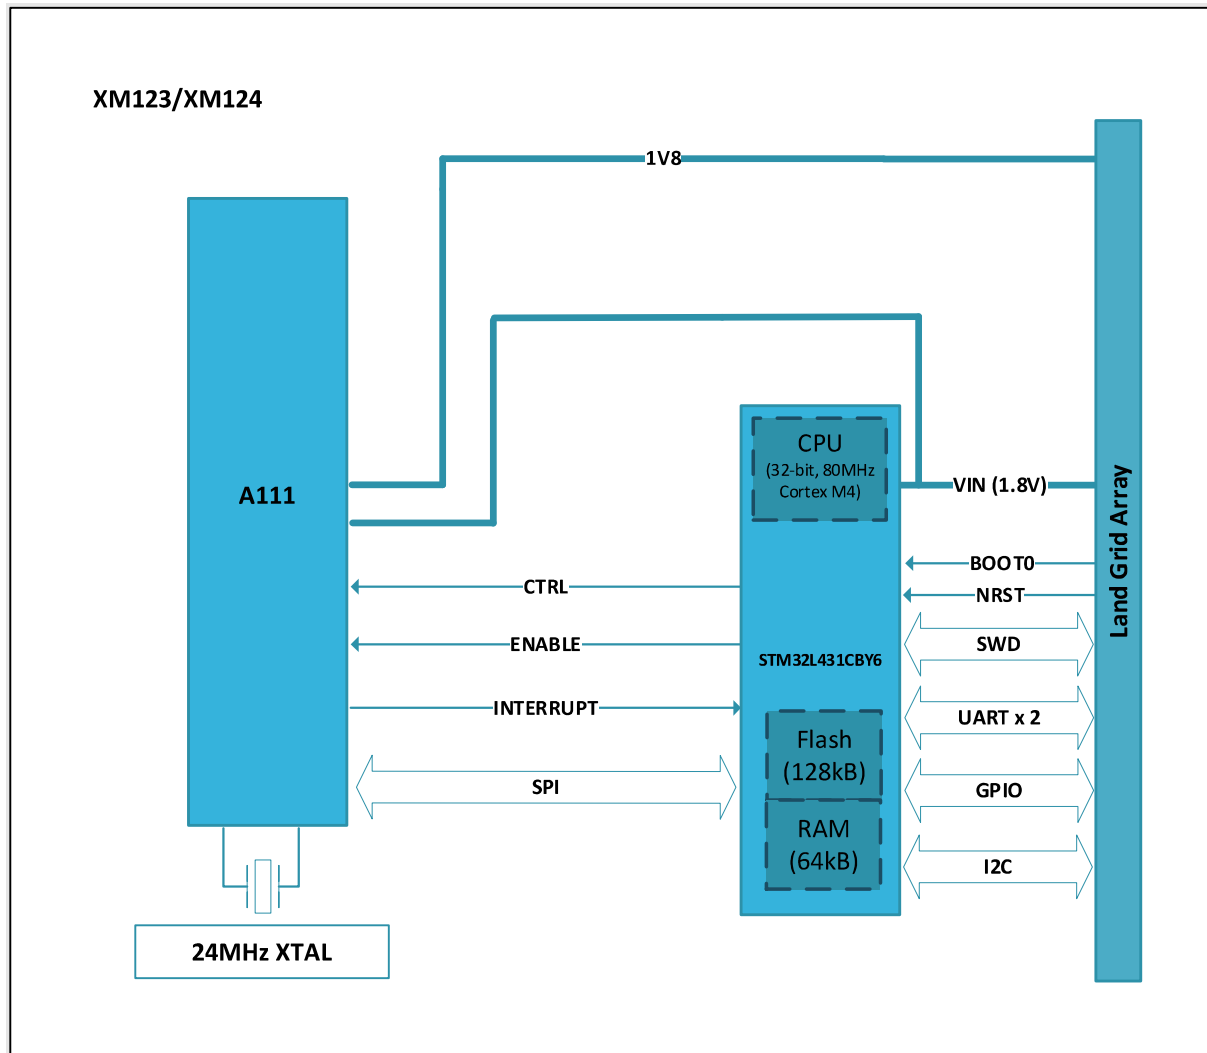 XM123/XM124
1V8
A111
CPU
(32-bit, 80MHz
Cortex M4)
VIN (1.8V)
Land Grid Array
BOOT0
CTRL
NRST
ENABLE
SWD
STM32L431CBY6
INTERRUPT
UART x 2
Flash
(128kB)
SPI
GPIO
RAM
(64kB)
I2C
24MHz XTAL